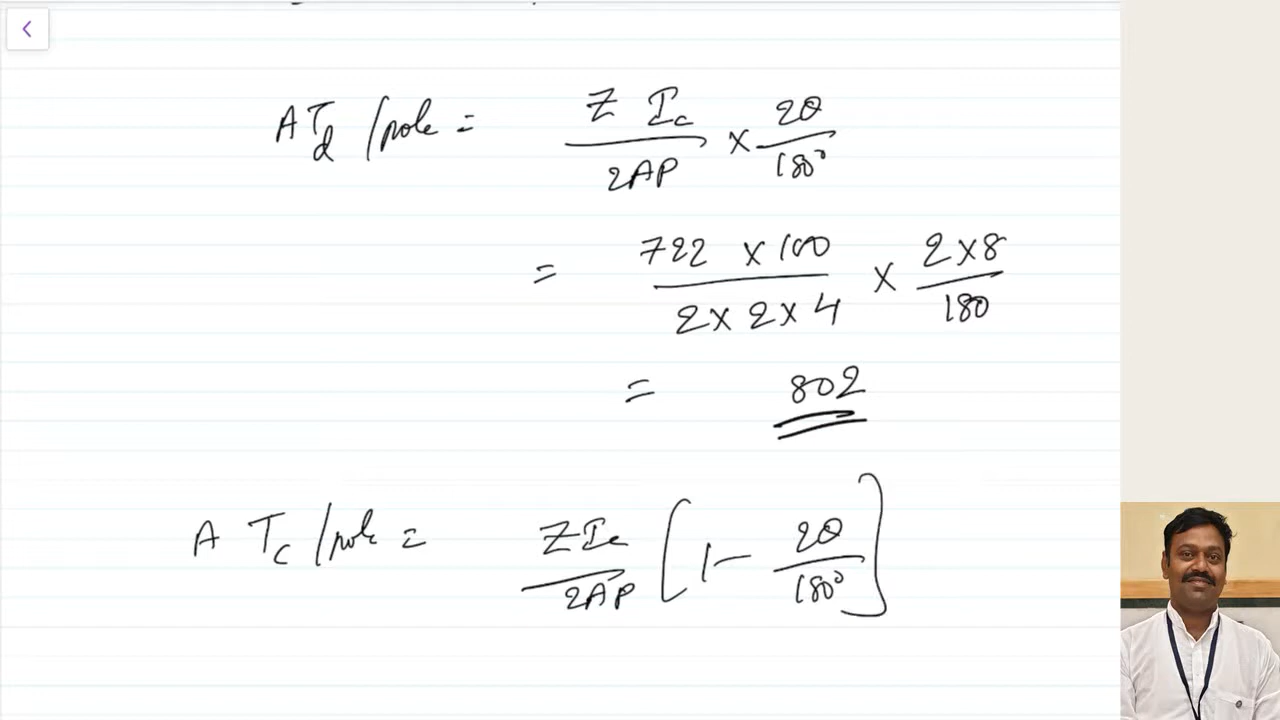 AT_d /pole = Z I_c / 2AP × 2θ / 180°
= 722 × 100 / 2 × 2 × 4 × 2×8 / 180
= 802
A T_c /pole = Z I_c / 2AP [1 - 2θ / 180°]